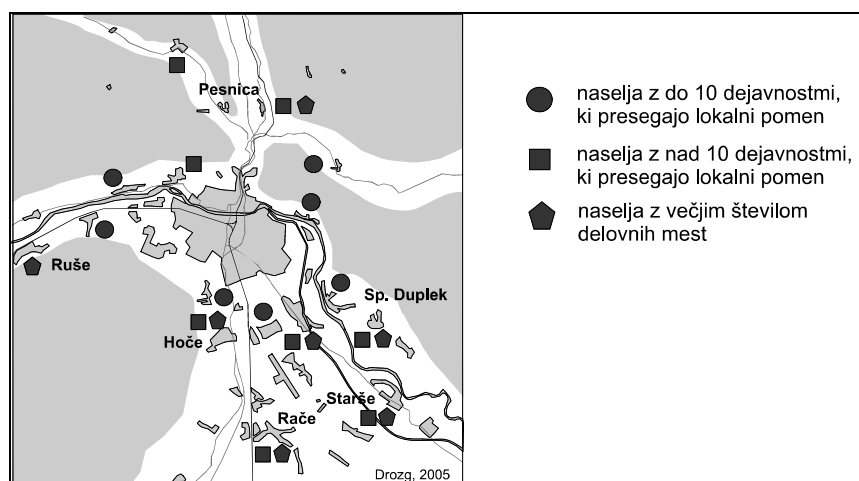 Pesnica
Ruše
Hoče
Sp. Duplek
Starše
Rače
Drozg, 2005
naselja z do 10 dejavnostmi,
ki presegajo lokalni pomen
naselja z nad 10 dejavnostmi,
ki presegajo lokalni pomen
naselja z večjim številom
delovnih mest